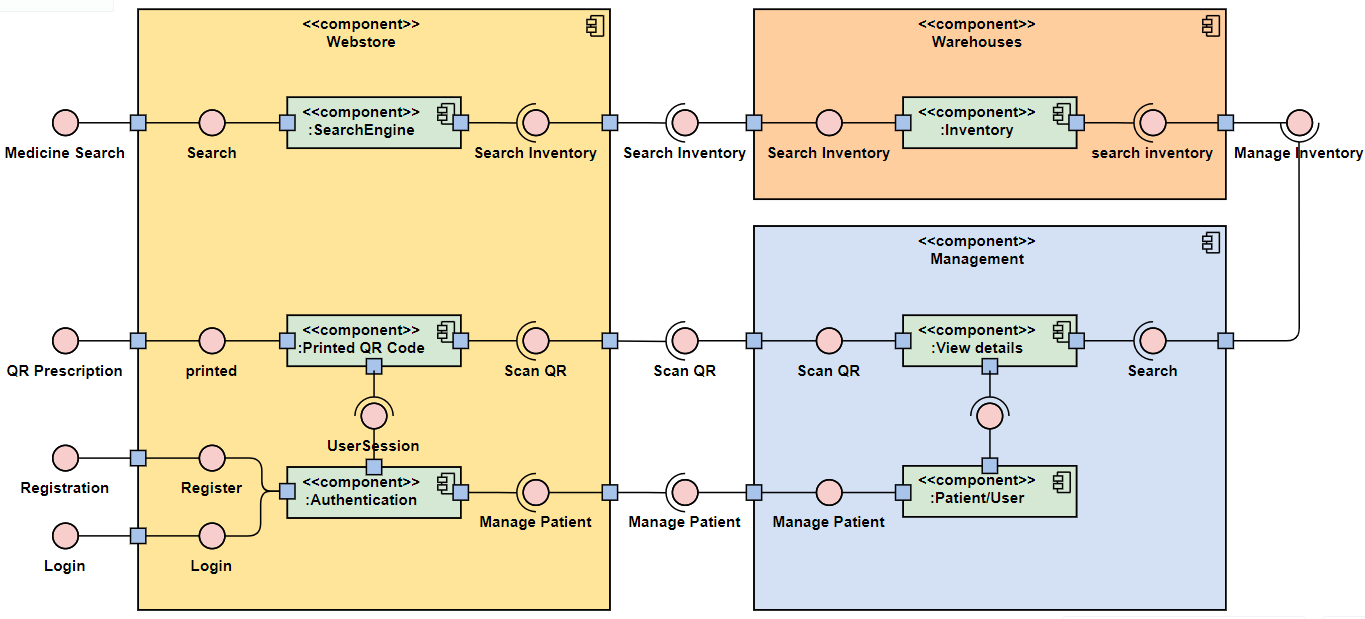 <<component>>
Webstore
<<component>>
Warehouses
<<component>>
:SearchEngine
<<component>>
:Inventory
Medicine Search
Search
Search Inventory
Search Inventory
Search Inventory
search inventory
Manage Inventory
<<component>>
Management
<<component>>
:Printed QR Code
<<component>>
:View details
QR Prescription
printed
Scan QR
Scan QR
Scan QR
Search
UserSession
<<component>>
:Authentication
<<component>>
:Patient/User
Registration
Register
Manage Patient
Manage Patient
Manage Patient
Login
Login